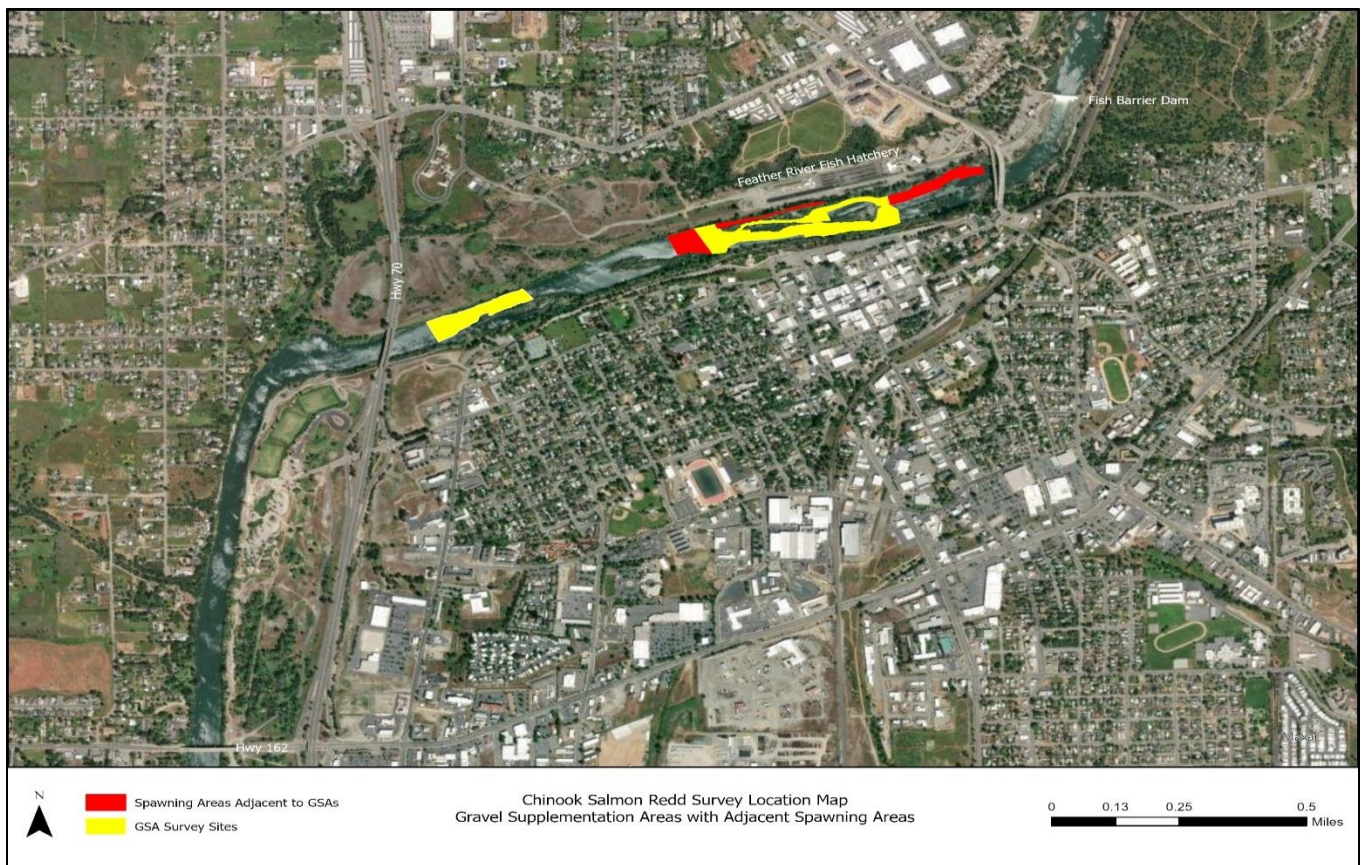 Fish Barrier Dam
Feather River Fish Hatchery
Hwy 70
Hwy 162
Maxar
N
Spawning Areas Adjacent to GSAs
GSA Survey Sites
Chinook Salmon Redd Survey Location Map
Gravel Supplementation Areas with Adjacent Spawning Areas
0 0.13 0.25 0.5
Miles